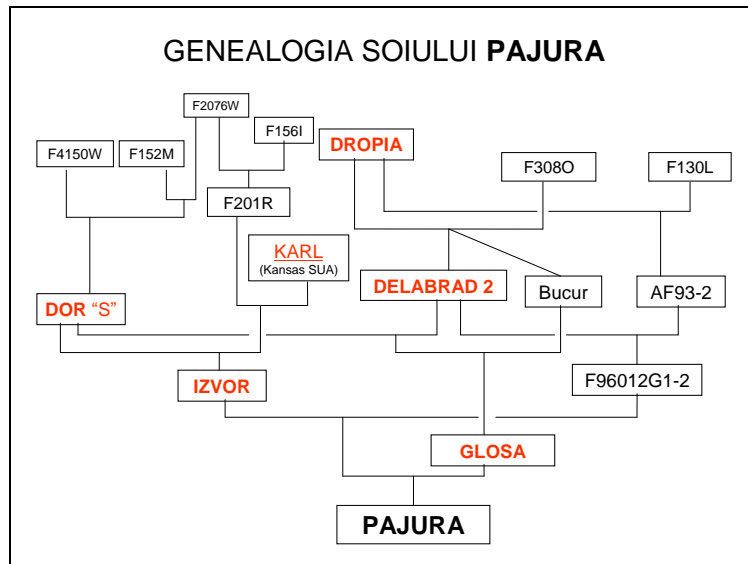 GENEALOGIA SOIULUI PAJURA
F2076W
F156I
F4150W
F152M
DROPIA
F308O
F130L
F201R
KARL
(Kansas SUA)
DELABRAD 2
Bucur
AF93-2
DOR “S”
IZVOR
F96012G1-2
GLOSA
PAJURA